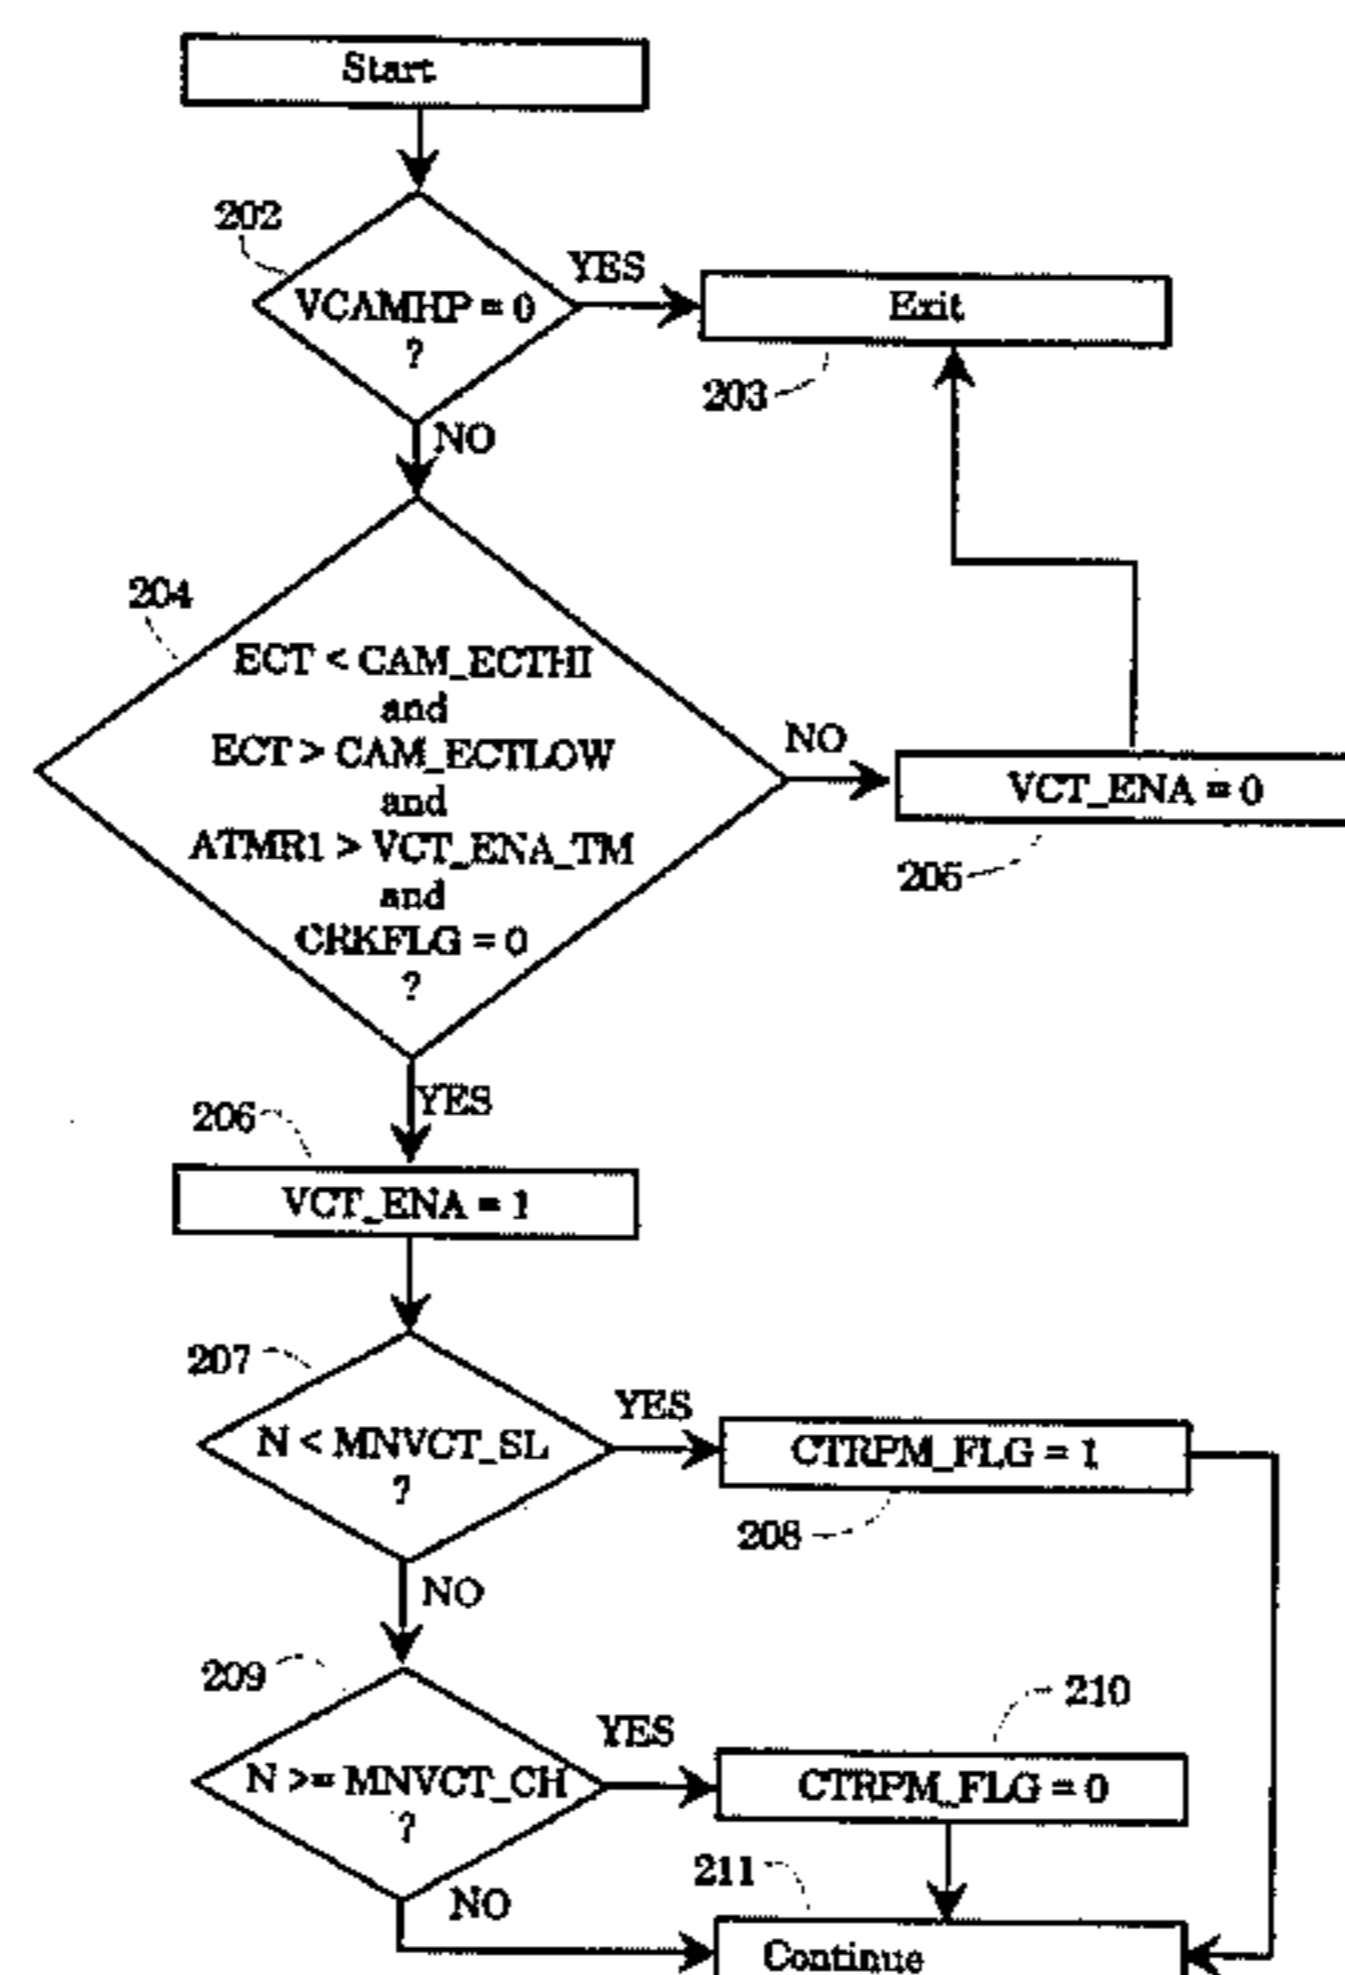 Start
202
VCAMHP = 0
?
YES
Exit
203
NO
204
ECT < CAM_ECTHI
and
ECT > CAM_ECTLOW
and
ATMR1 > VCT_ENA_TM
and
CRKFLG = 0
?
NO
VCT_ENA = 0
205
YES
206
VCT_ENA = 1
207
N < MNVCT_SL
?
YES
CTRPM_FLG = 1
208
NO
209
N >= MNVCT_CH
?
YES
210
CTRPM_FLG = 0
211
NO
Continue